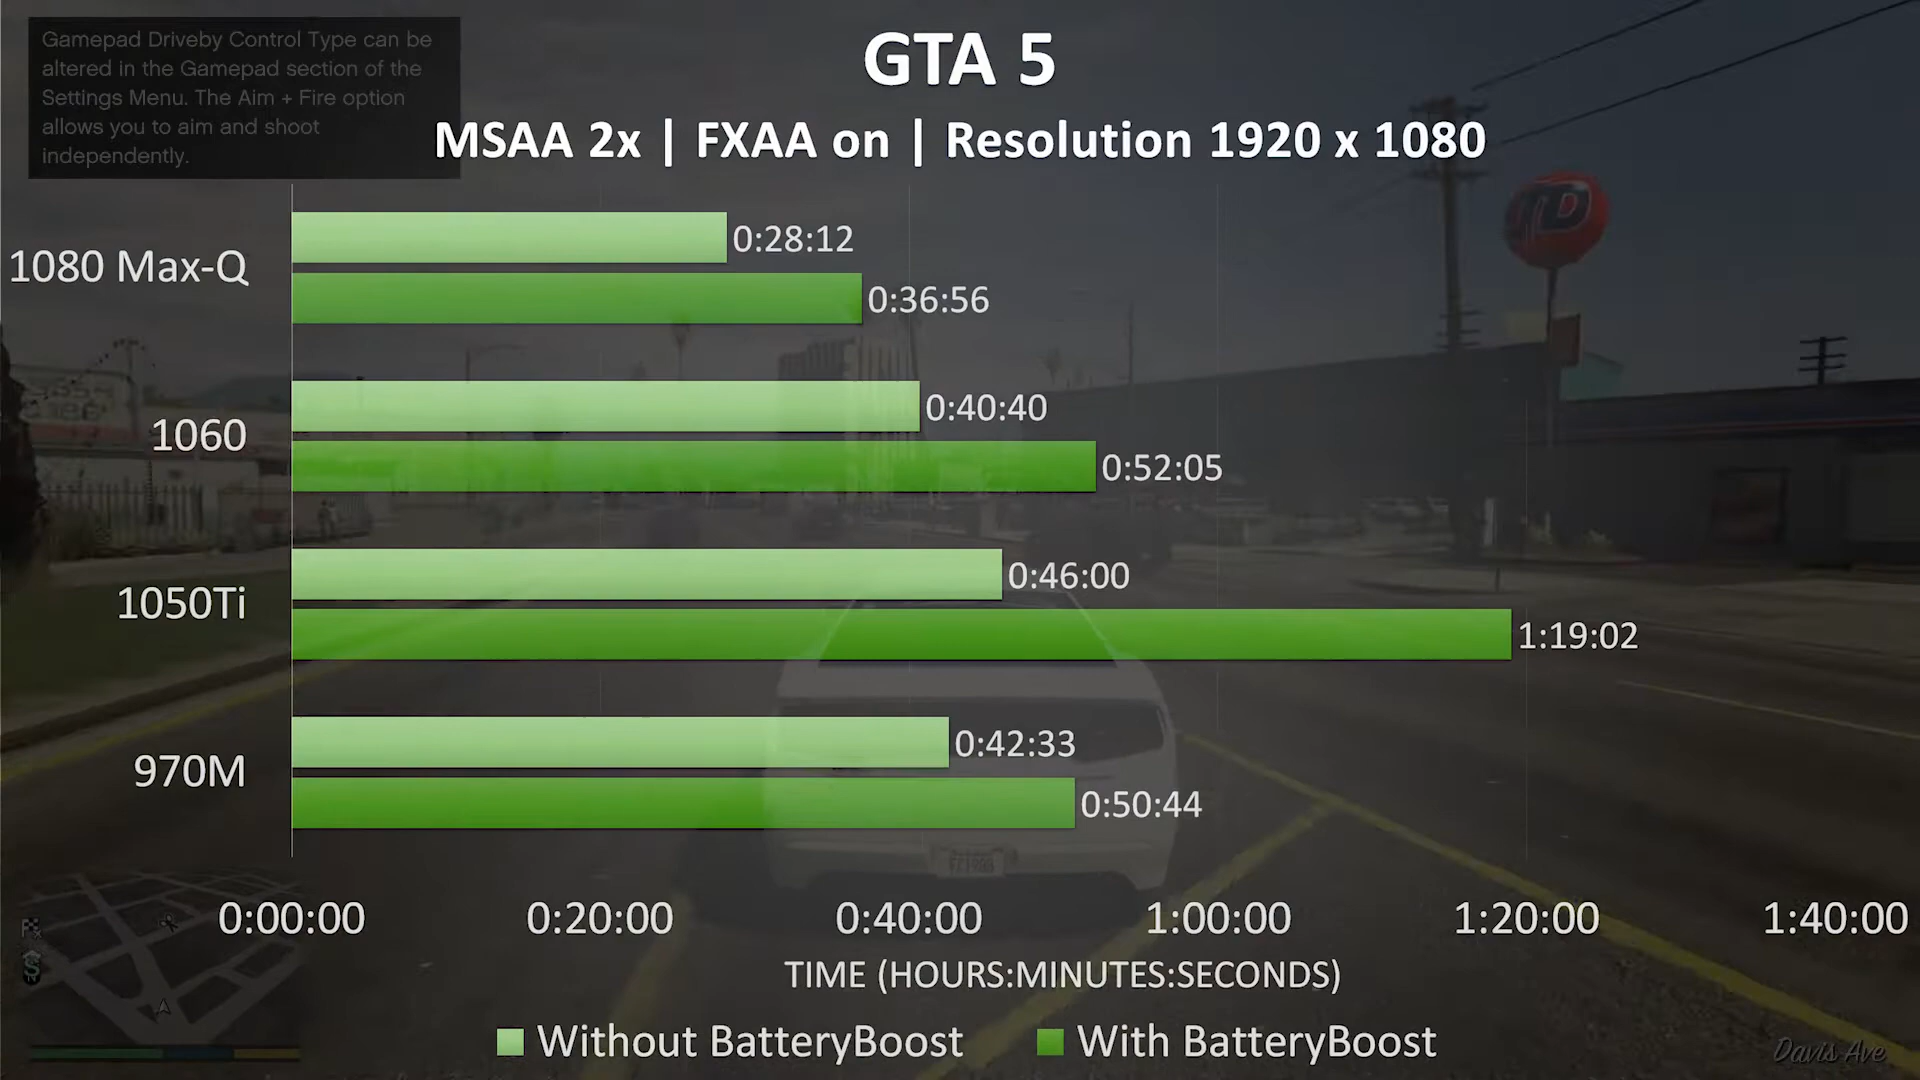 Gamepad Driveby Control Type can be
altered in the Gamepad section of the
Settings Menu. The Aim + Fire option
allows you to aim and shoot
independently.
GTA 5
MSAA 2x | FXAA on | Resolution 1920 x 1080
1080 Max-Q
0:28:12
0:36:56
1060
0:40:40
0:52:05
1050Ti
0:46:00
1:19:02
970M
0:42:33
0:50:44
0:00:00 0:20:00 0:40:00 1:00:00 1:20:00 1:40:00
TIME (HOURS:MINUTES:SECONDS)
Without BatteryBoost With BatteryBoost
Davis Ave